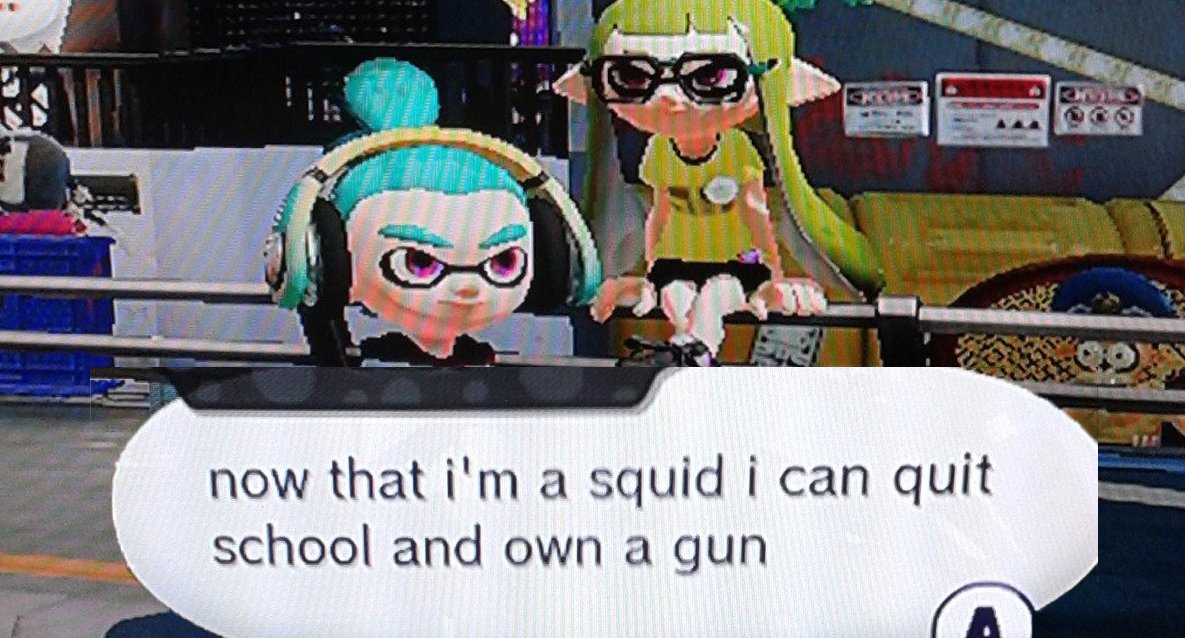 now that i'm a squid i can quit
school and own a gun
A